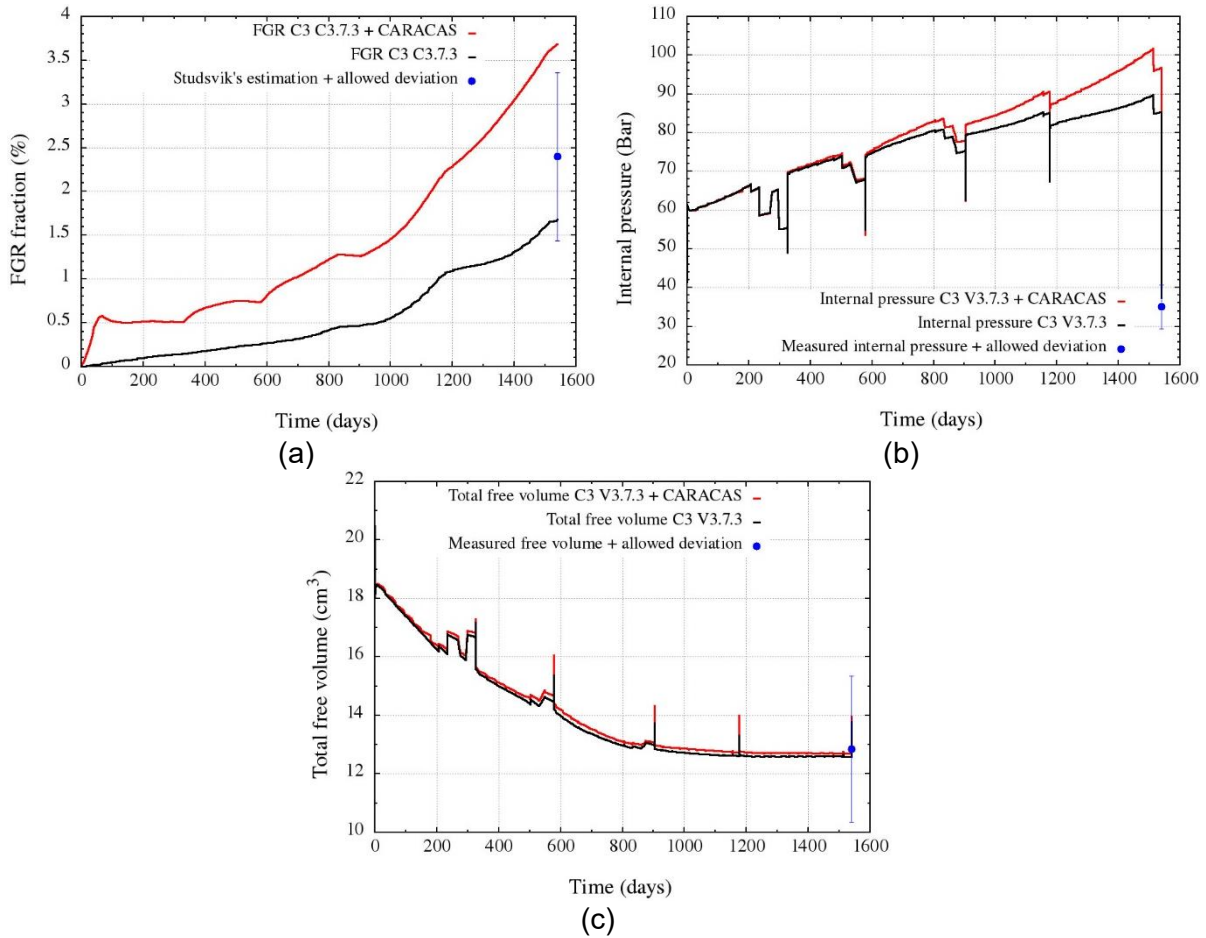 FGR C3 C3.7.3 + CARACAS
FGR C3 C3.7.3
Studsvik's estimation + allowed deviation
4
3.5
3
2.5
2
1.5
1
0.5
0
FGR fraction (%)
0 200 400 600 800 1000 1200 1400 1600
Time (days)
(a)
110
100
90
80
70
60
50
40
30
20
Internal pressure (Bar)
Internal pressure C3 V3.7.3 + CARACAS
Internal pressure C3 V3.7.3
Measured internal pressure + allowed deviation
0 200 400 600 800 1000 1200 1400 1600
Time (days)
(b)
Total free volume C3 V3.7.3 + CARACAS
Total free volume C3 V3.7.3
Measured free volume + allowed deviation
22
20
18
16
14
12
10
Total free volume (cm³)
0 200 400 600 800 1000 1200 1400 1600
Time (days)
(c)